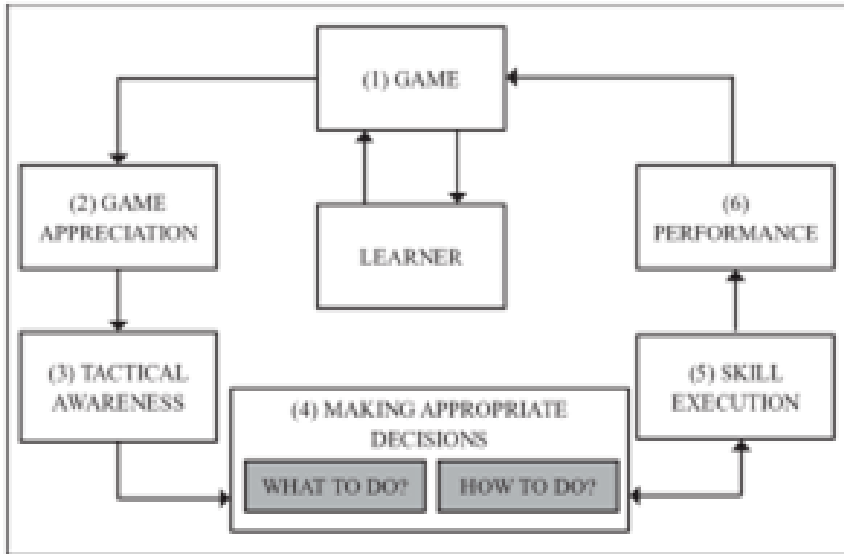 (1) GAME
(2) GAME
APPRECIATION
LEARNER
(6)
PERFORMANCE
(3) TACTICAL
AWARENESS
(4) MAKING APPROPRIATE
DECISIONS
WHAT TO DO?
HOW TO DO?
(5) SKILL
EXECUTION